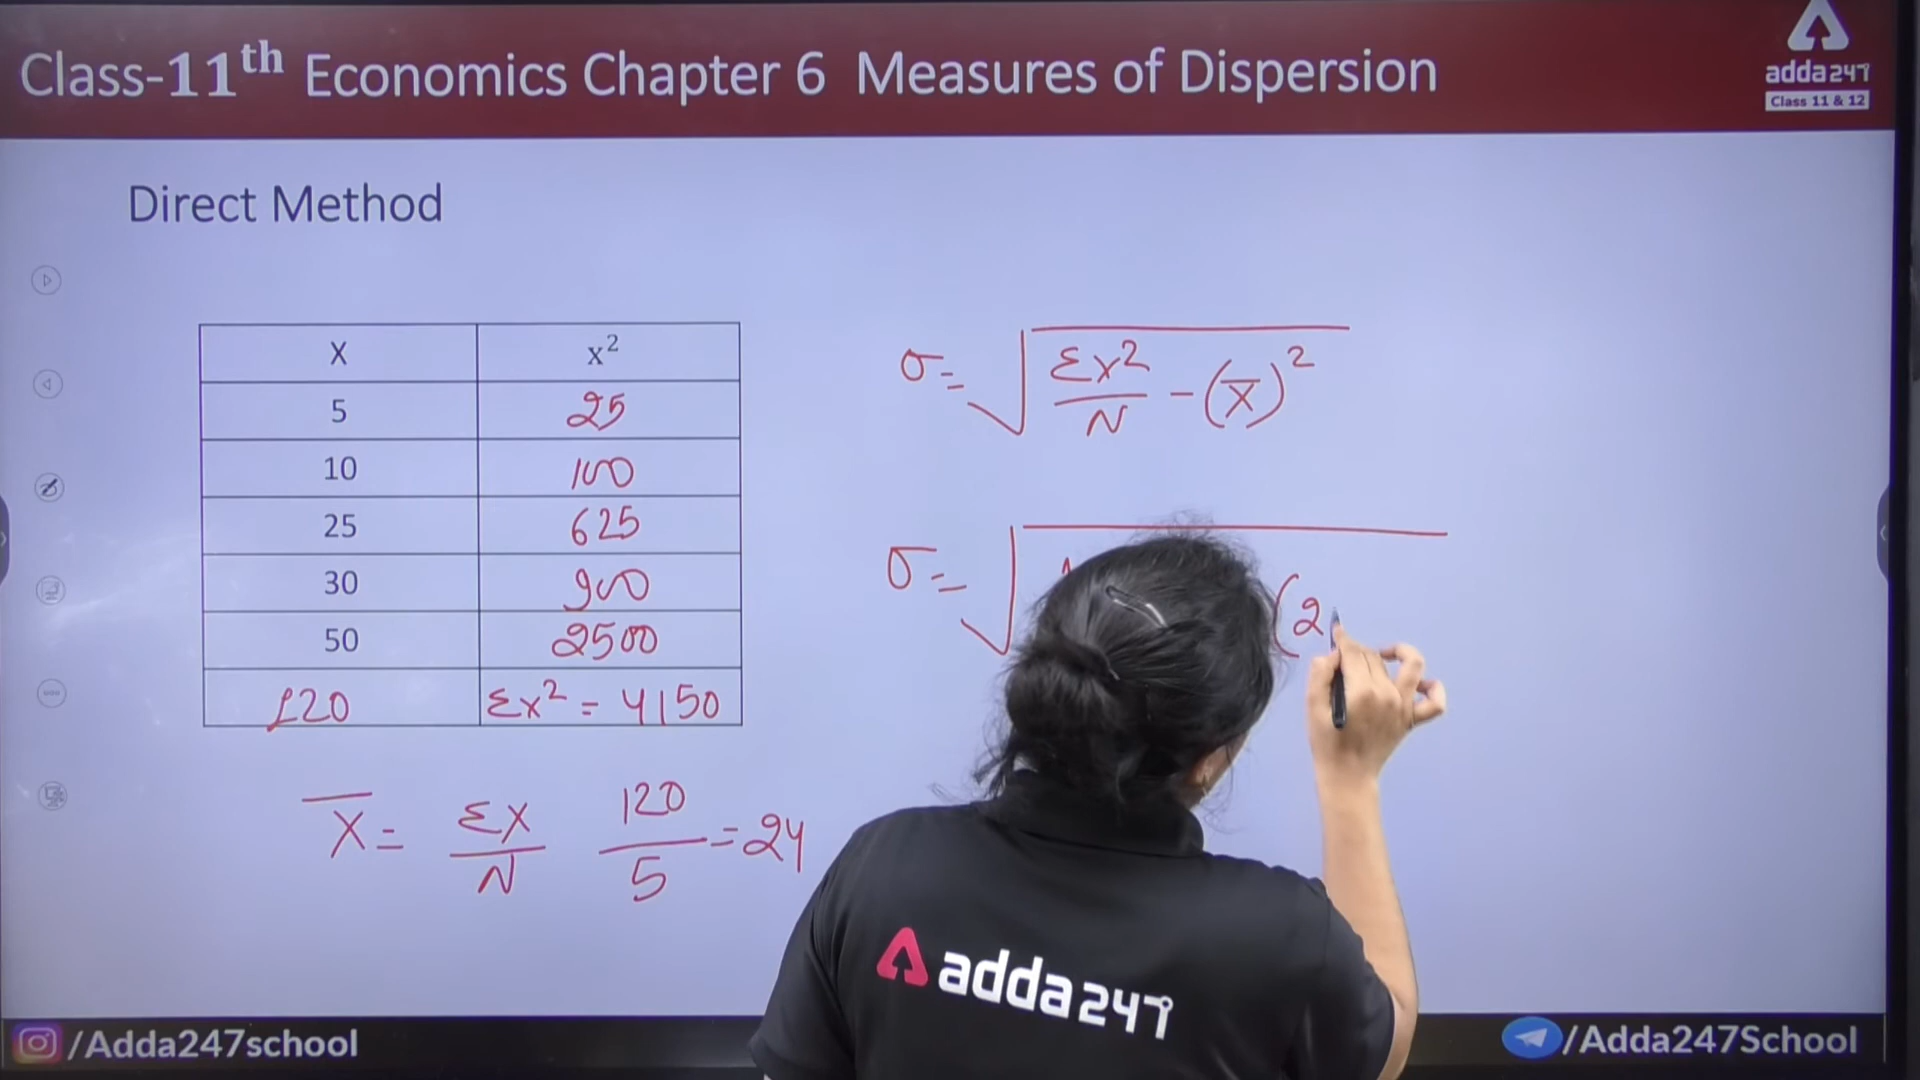 Class-11th Economics Chapter 6 Measures of Dispersion
adda247
Class 11 & 12
Direct Method
X x²
5 25
10 100
25 625
30 900
50 2500
120 Σx² = 4150
X̄ = ΣX/N 120/5 = 24
σ = √(Σx²/N - (x̄)²)
σ = √ (2
adda247
/Adda247school
/Adda247School